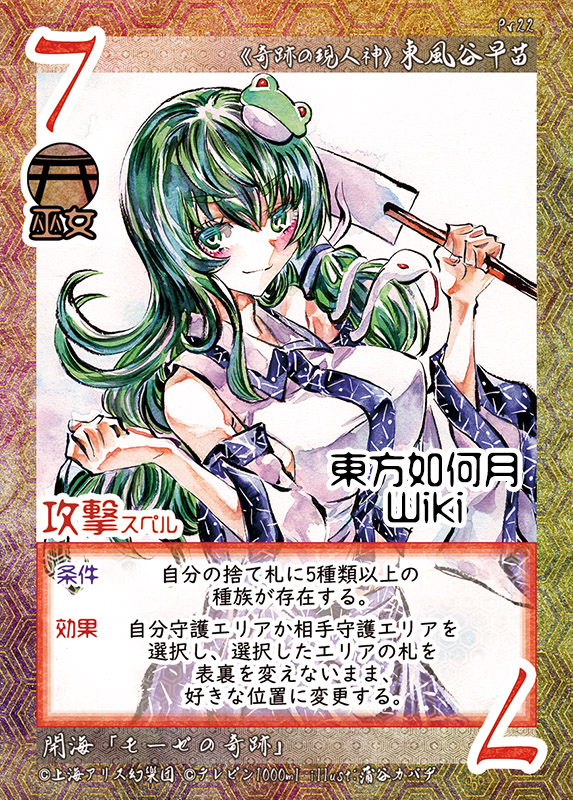 Pr22
7
《奇跡の現人神》東風谷早苗
巫女
東方如何月
Wiki
攻撃スペル
条件
自分の捨て札に5種類以上の
種族が存在する。
効果
自分守護エリアか相手守護エリアを
選択し、選択したエリアの札を
表裏を変えないまま、
好きな位置に変更する。
7
開海「モーゼの奇跡」
©上海アリス幻樂団 ©テレピン1000ml illust:蒲谷カバヂ